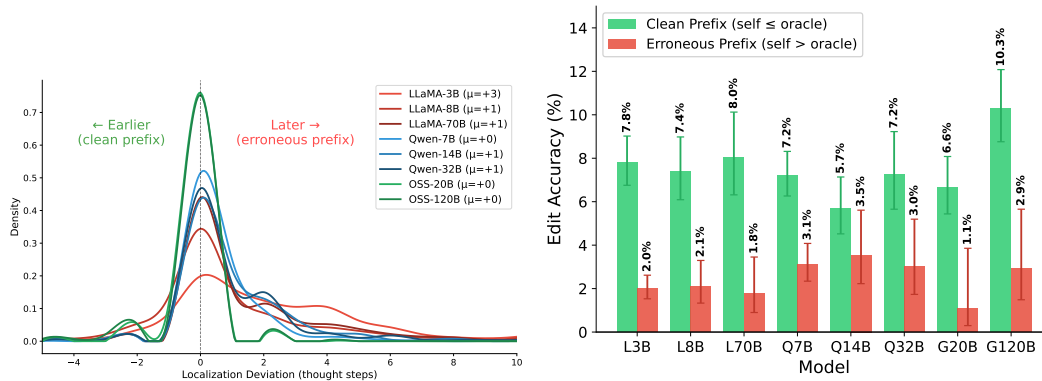 ← Earlier
(clean prefix)
Later →
(erroneous prefix)
LLaMA-3B (μ=+3)
LLaMA-8B (μ=+1)
LLaMA-70B (μ=+1)
Qwen-7B (μ=+0)
Qwen-14B (μ=+1)
Qwen-32B (μ=+1)
OSS-20B (μ=+0)
OSS-120B (μ=+0)
Density
0.7
0.6
0.5
0.4
0.3
0.2
0.1
0.0
−4 −2 0 2 4 6 8 10
Localization Deviation (thought steps)
Clean Prefix (self ≤ oracle)
Erroneous Prefix (self > oracle)
Edit Accuracy (%)
14
12
10
8
6
4
2
0
7.8% 2.0% 7.4% 2.1% 8.0% 1.8% 7.2% 3.1% 5.7% 3.5% 7.2% 3.0% 6.6% 1.1% 10.3% 2.9%
L3B L8B L70B Q7B Q14B Q32B G20B G120B
Model